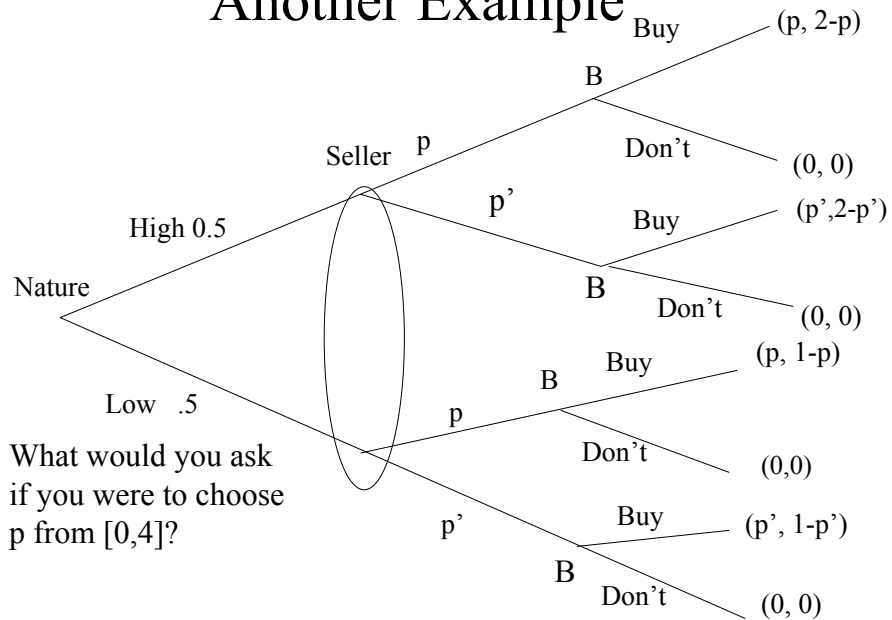 Another Example
Buy
(p, 2-p)
B
Seller
p
Don’t
(0, 0)
p’
Buy
(p’,2-p’)
High 0.5
Nature
B
Don’t
(0, 0)
Buy
(p, 1-p)
B
Low .5
p
Don’t
(0,0)
What would you ask
if you were to choose
p from [0,4]?
p’
Buy
(p’, 1-p’)
B
Don’t
(0, 0)